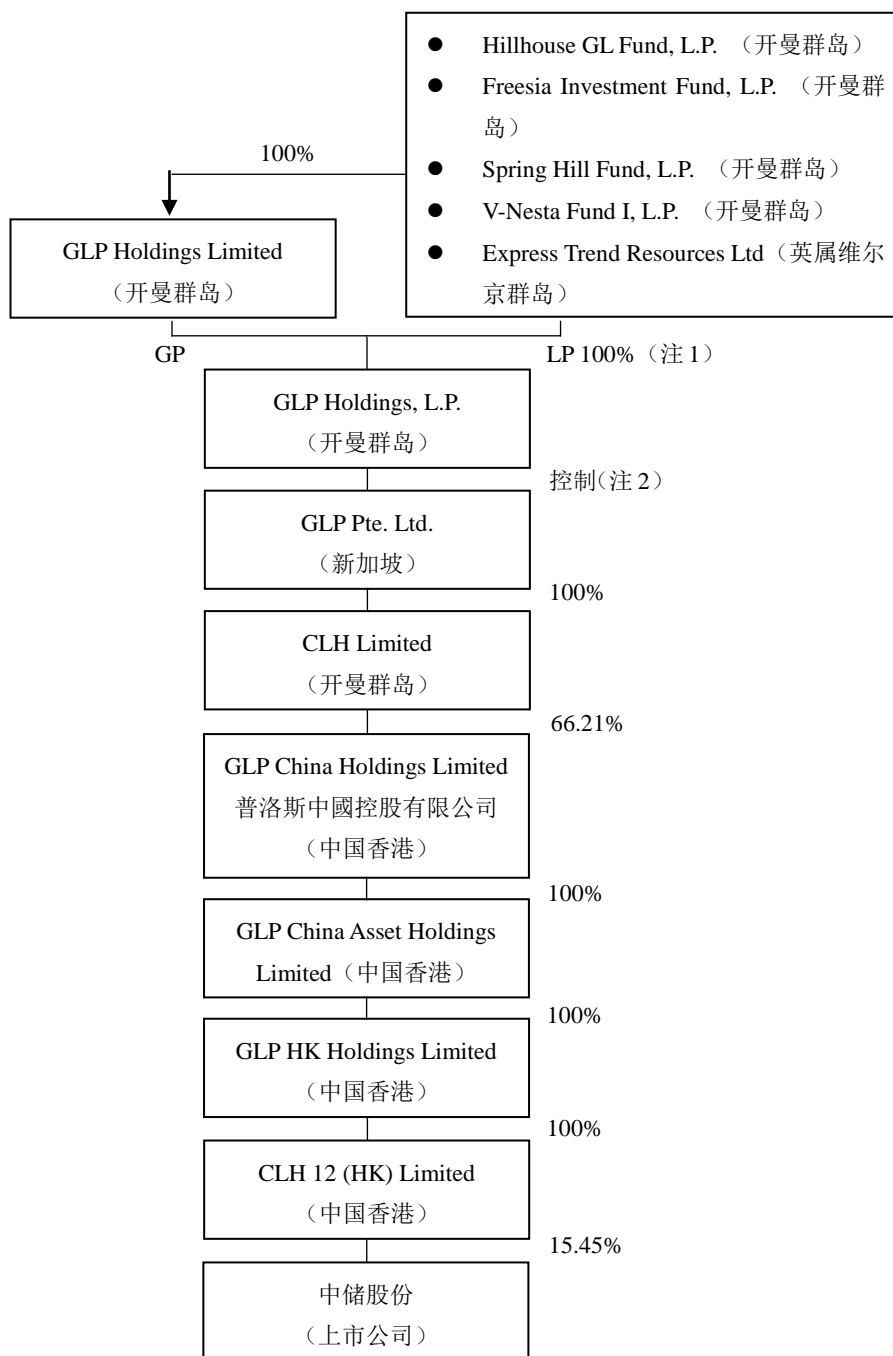 ● Hillhouse GL Fund, L.P. （开曼群岛）
● Freesia Investment Fund, L.P. （开曼群
岛）
● Spring Hill Fund, L.P. （开曼群岛）
● V-Nesta Fund I, L.P. （开曼群岛）
● Express Trend Resources Ltd（英属维尔
京群岛）
100%
GLP Holdings Limited
（开曼群岛）
GP
LP 100%（注 1）
GLP Holdings, L.P.
（开曼群岛）
控制(注 2）
GLP Pte. Ltd.
（新加坡）
100%
CLH Limited
（开曼群岛）
66.21%
GLP China Holdings Limited
普洛斯中國控股有限公司
（中国香港）
100%
GLP China Asset Holdings
Limited（中国香港）
100%
GLP HK Holdings Limited
（中国香港）
100%
CLH 12 (HK) Limited
（中国香港）
15.45%
中储股份
（上市公司）